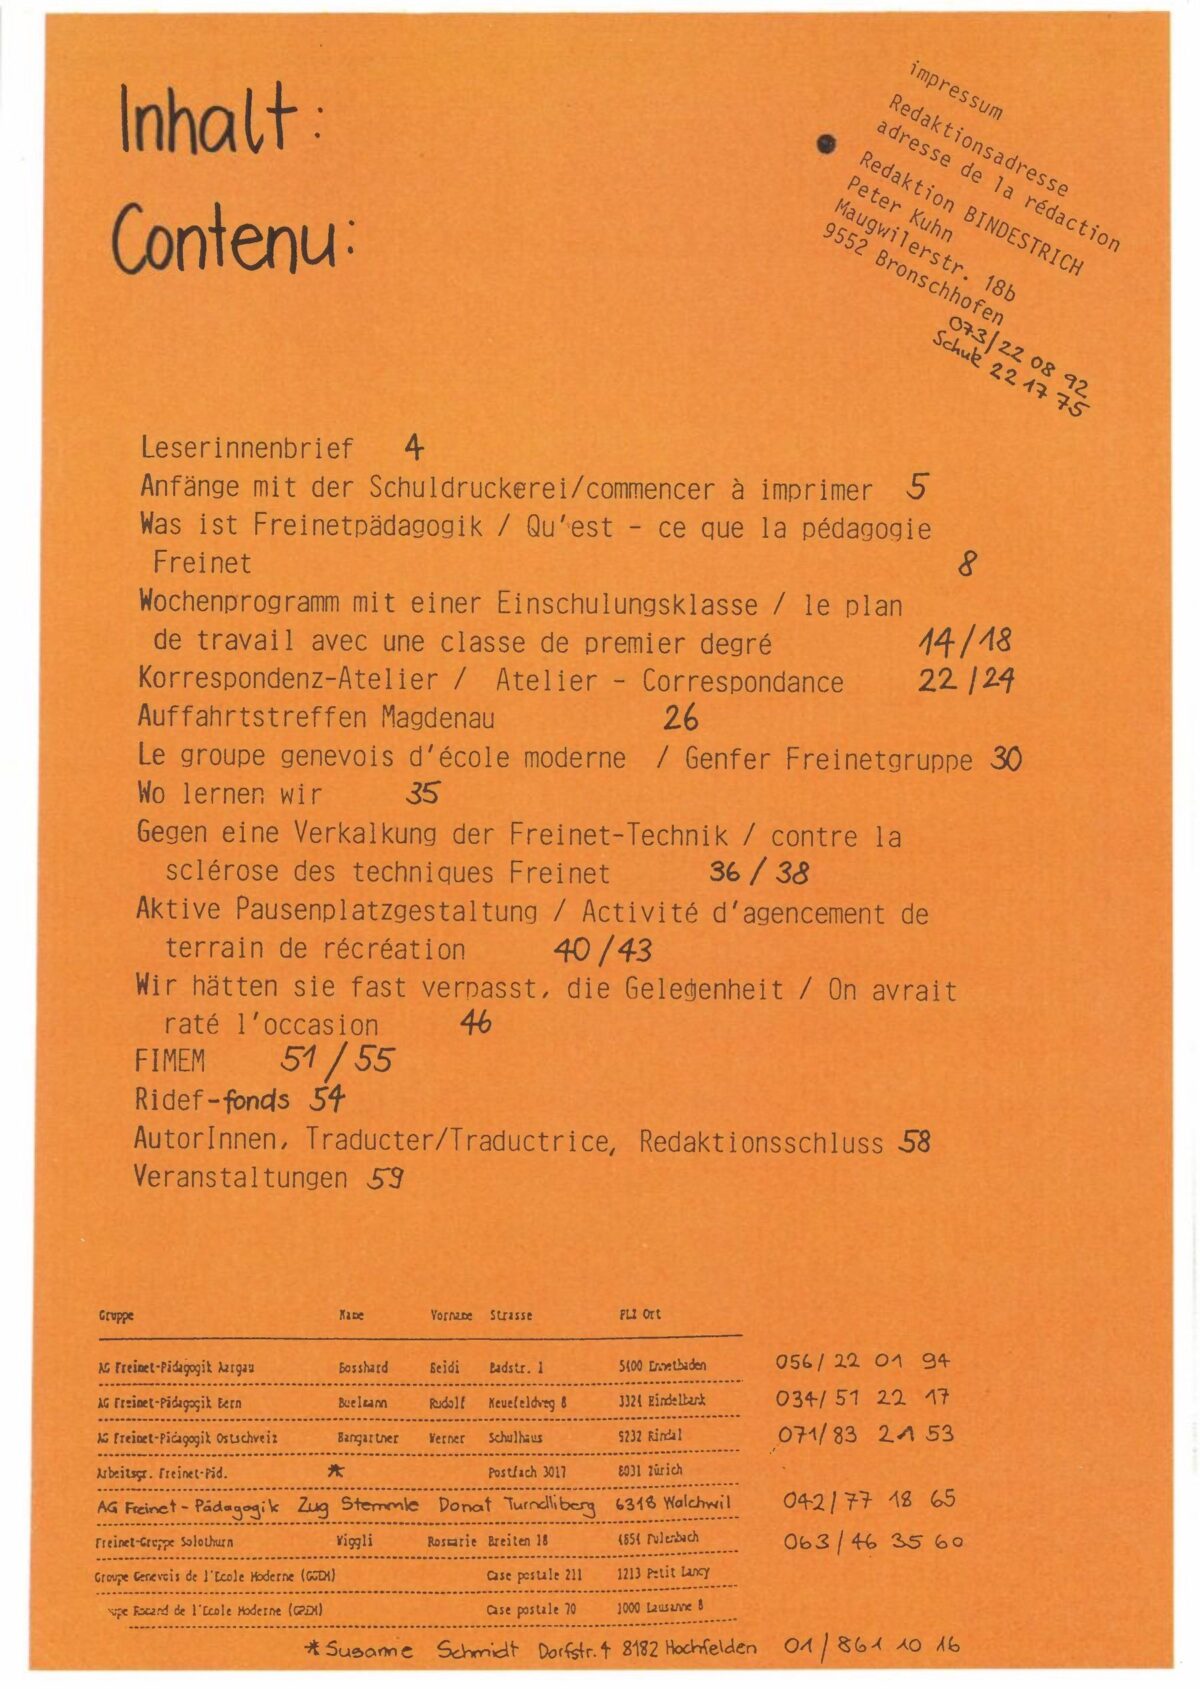 Inhalt:
Contenu:
impressum
Redaktionsadresse
adresse de la rédaction
Redaktion BINDESTRICH
Peter Kuhn
Maugwilerstr. 18b
9552 Bronschhofen
073/22 08 92
Schule 22 17 75
Leserinnenbrief 4
Anfänge mit der Schuldruckerei/commencer à imprimer 5
Was ist Freinetpädagogik / Qu'est - ce que la pédagogie
Freinet 8
Wochenprogramm mit einer Einschulungsklasse / le plan
de travail avec une classe de premier degré 14/18
Korrespondenz-Atelier / Atelier - Correspondance 22/24
Auffahrtstreffen Magdenau 26
Le groupe genevois d'école moderne / Genfer Freinetgruppe 30
Wo lernen wir 35
Gegen eine Verkalkung der Freinet-Technik / contre la
sclérose des techniques Freinet 36/38
Aktive Pausenplatzgestaltung / Activité d'agencement de
terrain de récréation 40/43
Wir hätten sie fast verpasst, die Gelegenheit / On avrait
raté l'occasion 46
FIMEM 51/55
Ridef-fonds 54
AutorInnen, Traducter/Traductrice, Redaktionsschluss 58
Veranstaltungen 59
Gruppe Name Vorname Strasse PLZ Ort
AG Freinet-Pädagogik Aargau Bosshard Heidi Badstr. 1 5400 Ennetbaden 056/22 01 94
AG Freinet-Pädagogik Bern Rudolf 8 034/51 22 17
AG Freinet-Pädagogik Ostschweiz Bangartner Werner Schulhaus Rindal 071/83 21 53
Arbeitsgr. Freinet-Päd. * Postfach 3017 8031 Zürich
AG Freinet-Pädagogik Zug Stemmle Donat Turndliberg 6318 Walchwil 042/77 18 65
Freinet-Gruppe Solothurn Wiggli Rosmarie Breiten 18 063/46 35 60
Groupe Genevois de l'Ecole Moderne (GGEM) Case postale 211 1213 Petit Lancy
Romand de l'Ecole Moderne (GREM) Case postale 70 1000 Lausanne 8
*Susanne Schmidt Dorfstr. 4 8182 Hochfelden 01/861 10 16